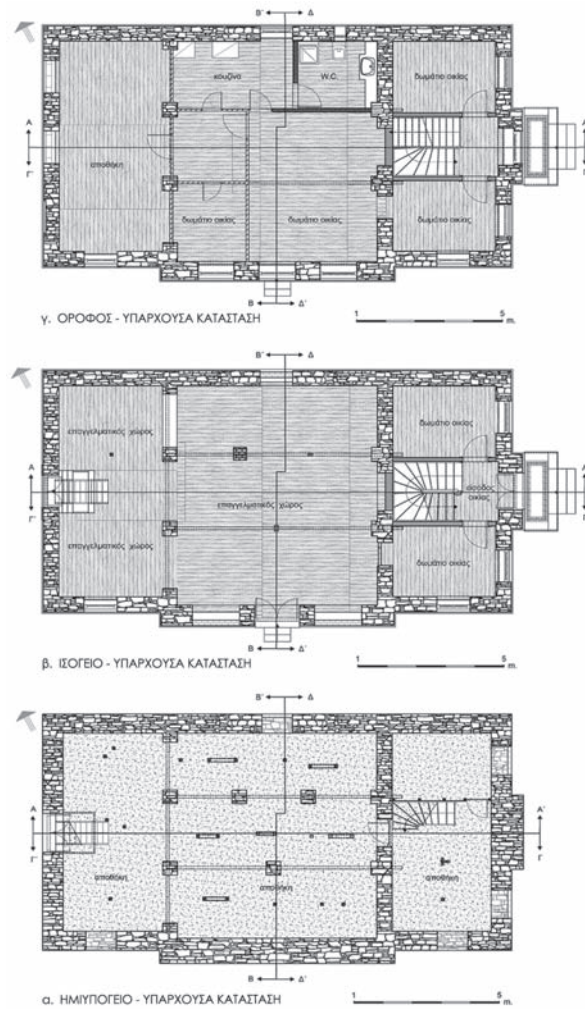 Β' Δ
κουζίνα
W.C.
δωμάτιο οικίας
Α Α'
αποθήκη
Γ' Γ
δωμάτιο οικίας δωμάτιο οικίας δωμάτιο οικίας
Β Δ'
γ. ΟΡΟΦΟΣ - ΥΠΑΡΧΟΥΣΑ ΚΑΤΑΣΤΑΣΗ
1 5 m.
Β' Δ
επαγγελματικός χώρος
δωμάτιο οικίας
Α Α'
είσοδος οικίας
Γ' Γ
επαγγελματικός χώρος
επαγγελματικός χώρος
δωμάτιο οικίας
Β Δ'
β. ΙΣΟΓΕΙΟ - ΥΠΑΡΧΟΥΣΑ ΚΑΤΑΣΤΑΣΗ
1 5 m.
Β' Δ
Α Α'
Γ' Γ
αποθήκη αποθήκη αποθήκη
Β Δ'
α. ΗΜΙΥΠΟΓΕΙΟ - ΥΠΑΡΧΟΥΣΑ ΚΑΤΑΣΤΑΣΗ
1 5 m.